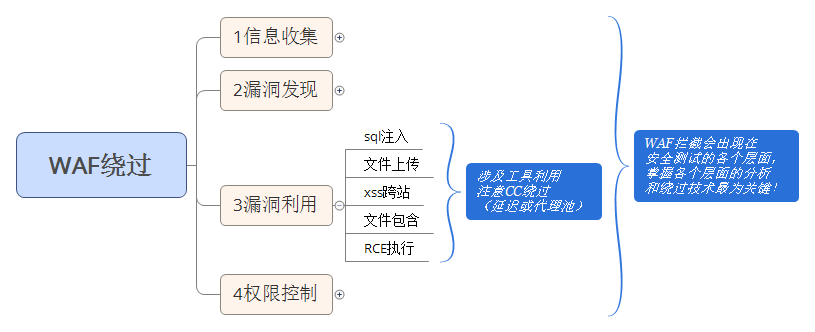 WAF绕过
1信息收集
2漏洞发现
3漏洞利用
sql注入
文件上传
xss跨站
文件包含
RCE执行
4权限控制
涉及工具利用
注意CC绕过
（延迟或代理池）
WAF拦截会出现在
安全测试的各个层面，
掌握各个层面的分析
和绕过技术最为关键！